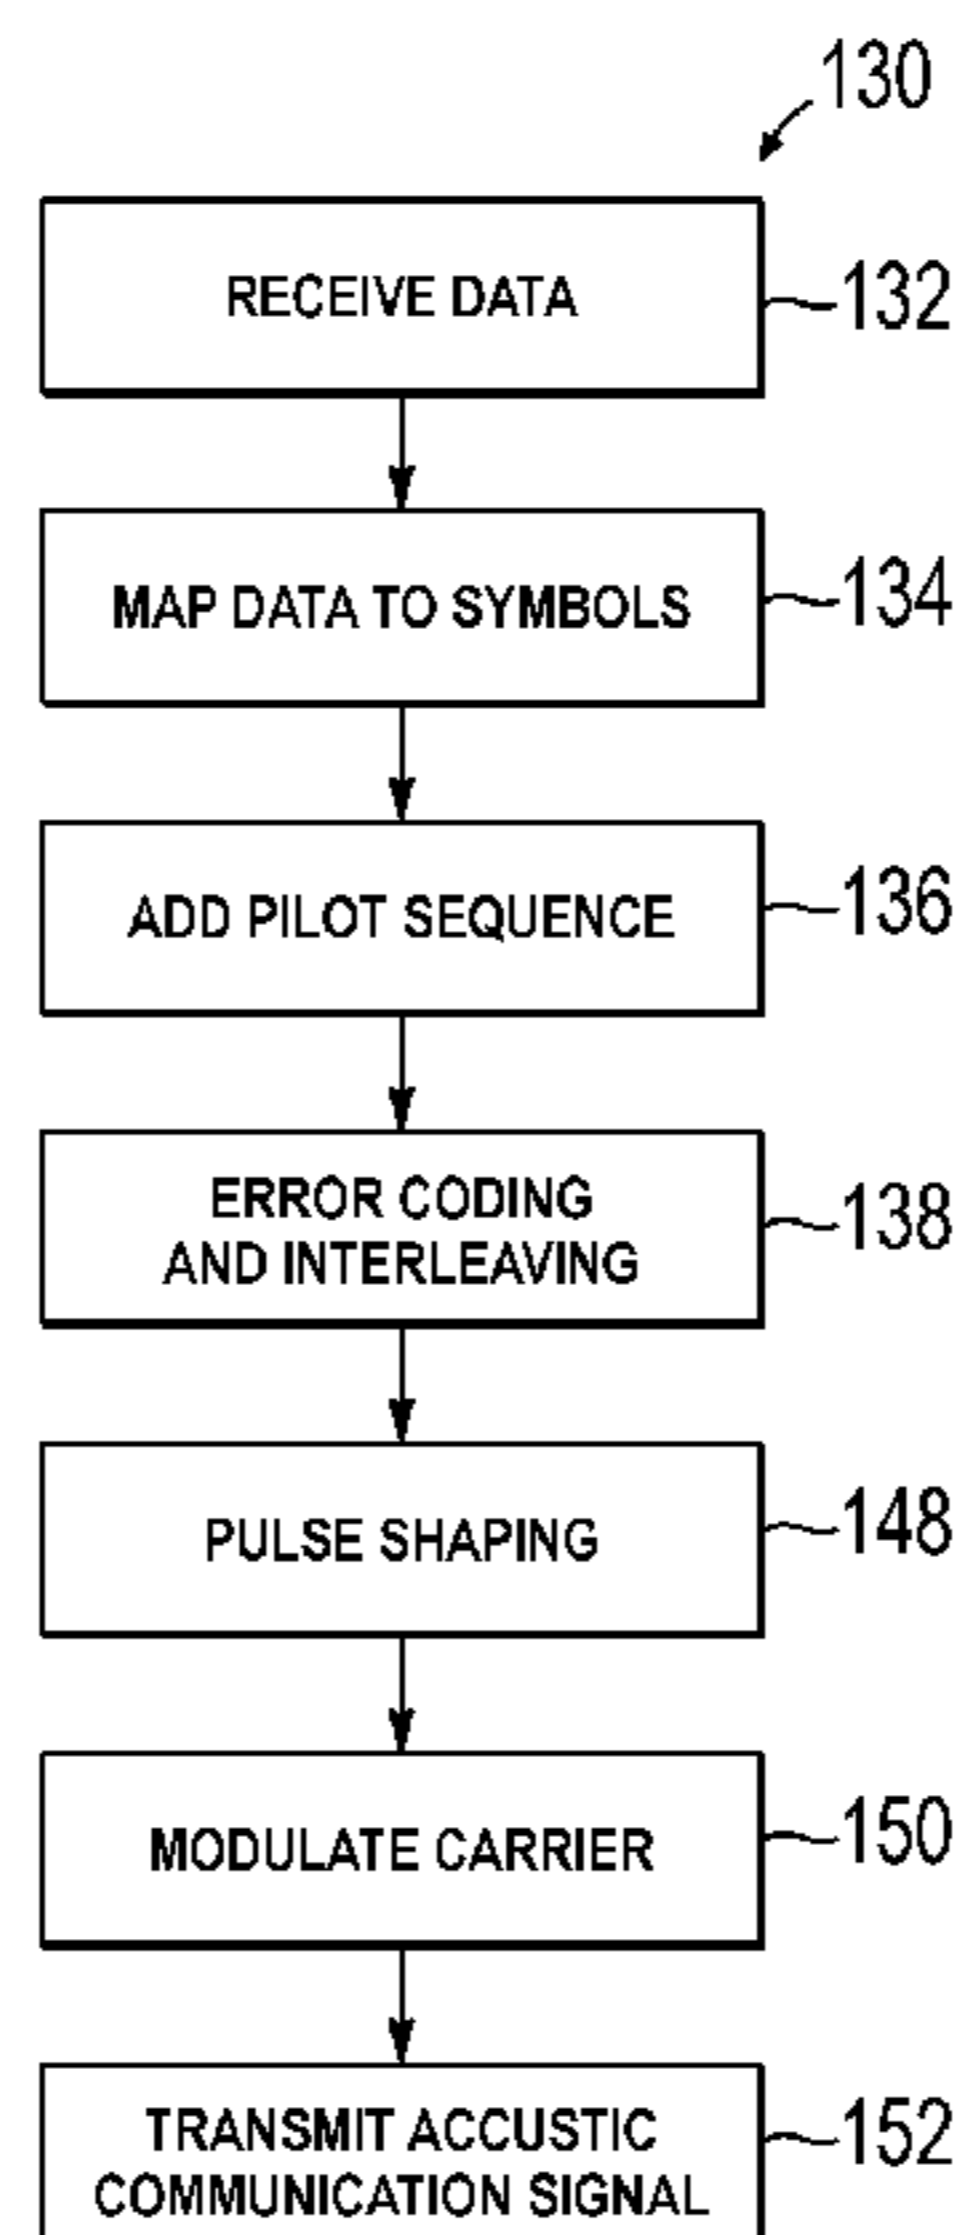 130
RECEIVE DATA
132
MAP DATA TO SYMBOLS
134
ADD PILOT SEQUENCE
136
ERROR CODING
AND INTERLEAVING
138
PULSE SHAPING
148
MODULATE CARRIER
150
TRANSMIT ACCUSTIC
COMMUNICATION SIGNAL
152